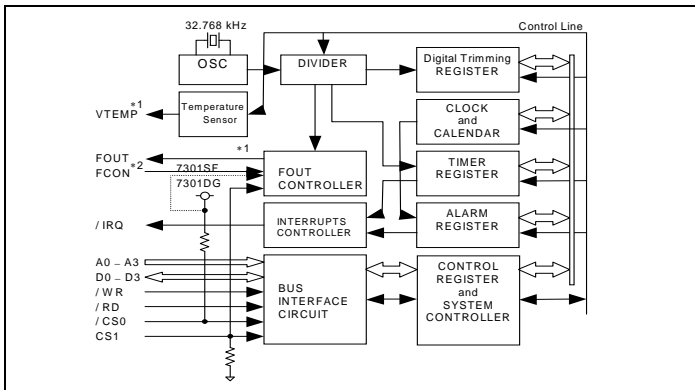 32.768 kHz
Control Line
OSC
DIVIDER
Digital Trimming
REGISTER
VTEMP*1
Temperature
Sensor
CLOCK
and
CALENDAR
FOUT
*1
FCON*2
7301SF
7301DG
FOUT
CONTROLLER
TIMER
REGISTER
/IRQ
INTERRUPTS
CONTROLLER
ALARM
REGISTER
A0 – A3
D0 – D3
/WR
/RD
/CS0
CS1
BUS
INTERFACE
CIRCUIT
CONTROL
REGISTER
and
SYSTEM
CONTROLLER